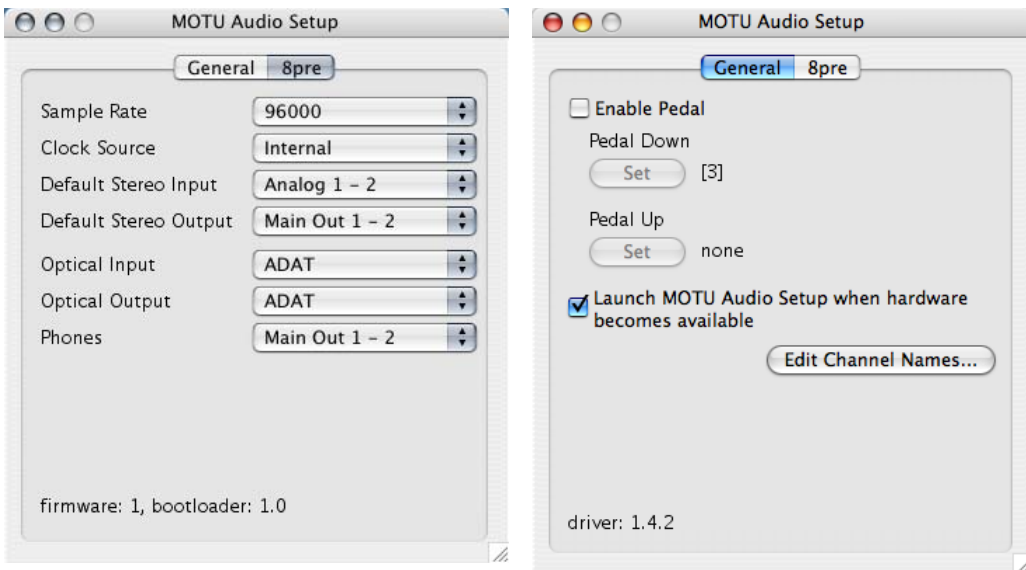 MOTU Audio Setup
General 8pre
Sample Rate 96000
Clock Source Internal
Default Stereo Input Analog 1 – 2
Default Stereo Output Main Out 1 – 2
Optical Input ADAT
Optical Output ADAT
Phones Main Out 1 – 2
firmware: 1, bootloader: 1.0
MOTU Audio Setup
General 8pre
Enable Pedal
Pedal Down
Set [3]
Pedal Up
Set none
Launch MOTU Audio Setup when hardware
becomes available
Edit Channel Names...
driver: 1.4.2